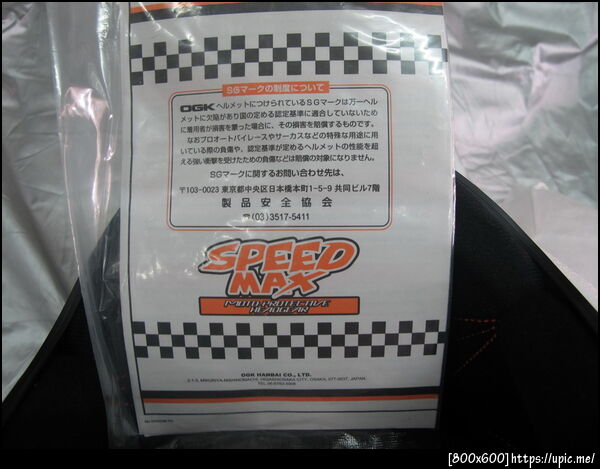 SGマークの制度について
OGK ヘルメットにつけられているSGマークは万一ヘル
メットに欠陥があり国の定める認定基準に適合していないため
に着用者が損害を蒙った場合に、その損害を賠償するものです。
なおプロオートバイレースやサーカスなどの特殊な用途に用
いている際の負傷や、認定基準が定めるヘルメットの性能を超
える強い衝撃を受けたための負傷などは賠償の対象になりません。
SGマークに関するお問い合わせ先は、
〒103-0023 東京都中央区日本橋本町1-5-9 共同ビル7階
製品安全協会
☎(03)3517-5411
SPEED
MAX
MOTO PROTECTIVE
HEADGEAR
OGK HANBAI CO., LTD.
OSAKA, 577-0037, JAPAN.
[800x600]https://upic.me/